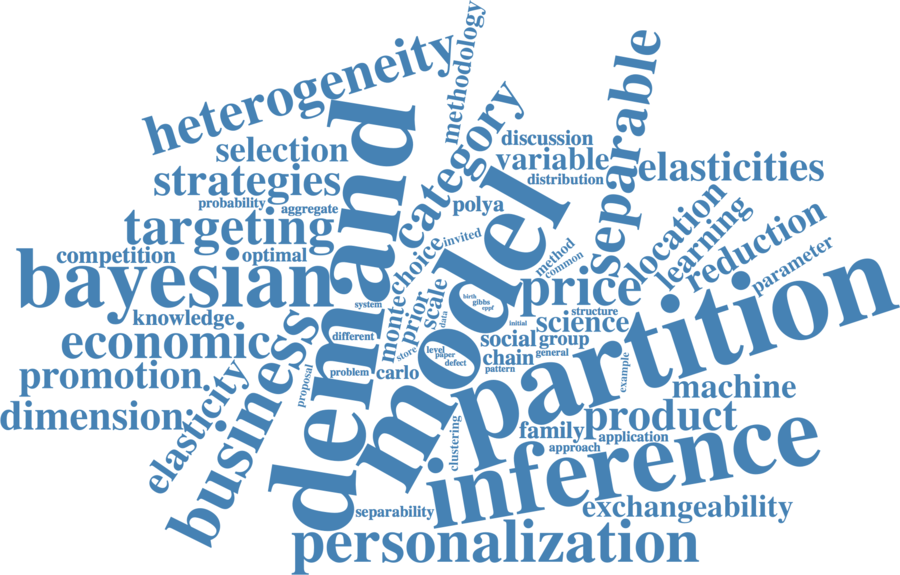 methodology
heterogeneity
separable
category
demand
discussion
selection
variable
elasticities
strategies
distribution
probability
aggregate
polya
location
targeting
learning
reduction
invited
choice
model
competition
optimal
method
common
parameter
bayesian
price
partition
scale
prior
monte
system
data
birth
gibbs
eppf
structure
knowledge
initial
science
economic
business
different
social
group
store
level
paper
defect
chain
general
pattern
promotion
problem
carlo
example
proposal
machine
elasticity
dimension
product
clustering
family
application
approach
inference
separability
exchangeability
personalization